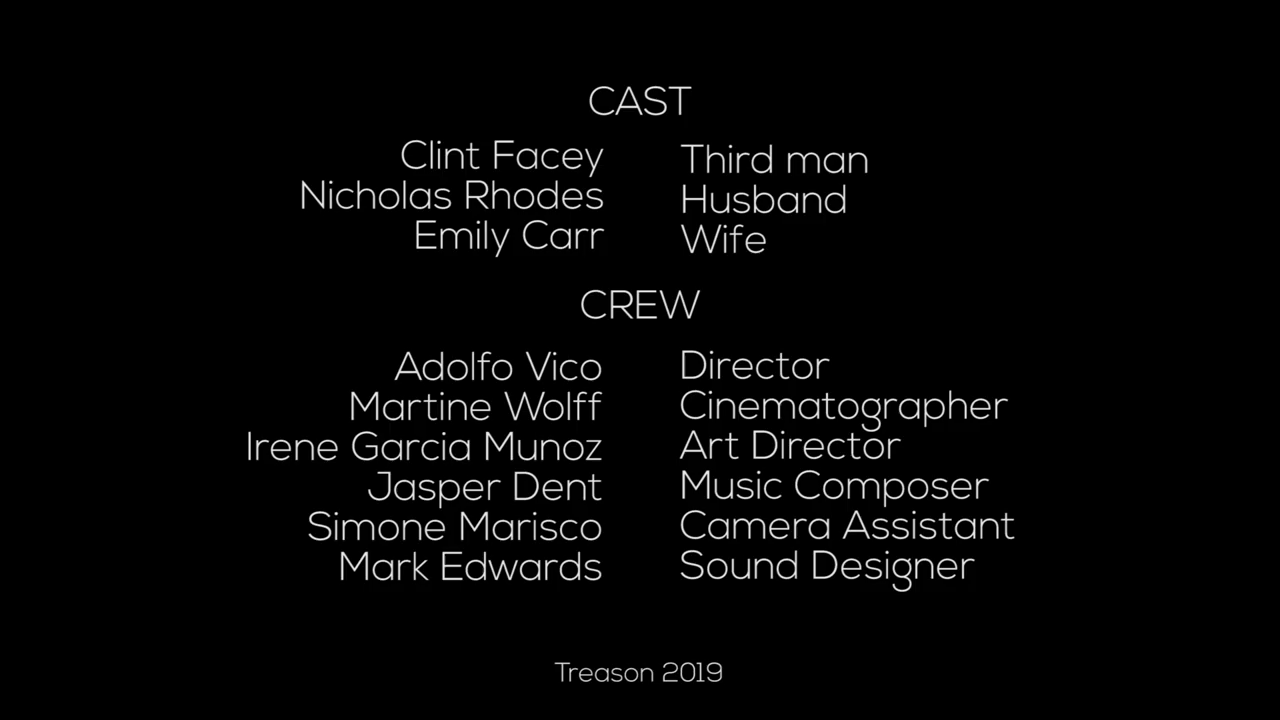 CAST
Clint Facey Third man
Nicholas Rhodes Husband
Emily Carr Wife
CREW
Adolfo Vico Director
Martine Wolff Cinematographer
Irene Garcia Munoz Art Director
Jasper Dent Music Composer
Simone Marisco Camera Assistant
Mark Edwards Sound Designer
Treason 2019